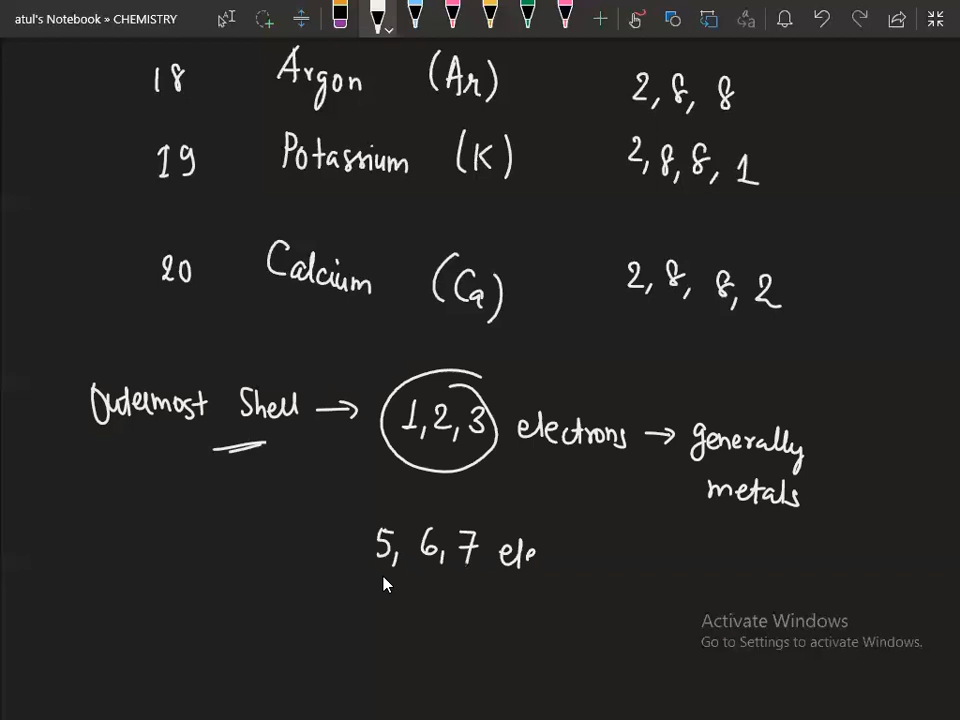 atul's Notebook » CHEMISTRY
18 Argon (Ar) 2, 8, 8
19 Potassium (K) 2, 8, 8, 1
20 Calcium (Ca) 2, 8, 8, 2
Outermost Shell → 1, 2, 3 electrons → generally
metals
5, 6, 7 ele
Activate Windows
Go to Settings to activate Windows.